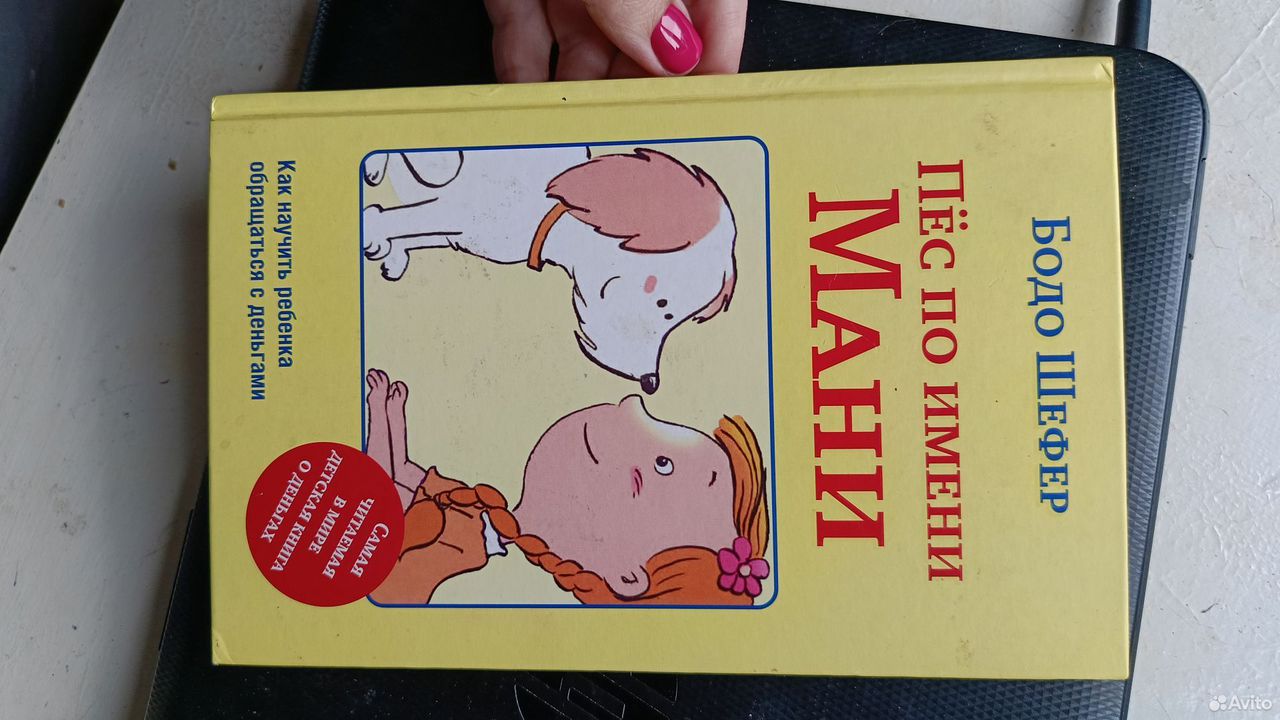 Бодо Шефер
Пёс по имени
Мани
Самая
читаемая
в мире
детская книга
о деньгах
Как научить ребенка
обращаться с деньгами
Avito